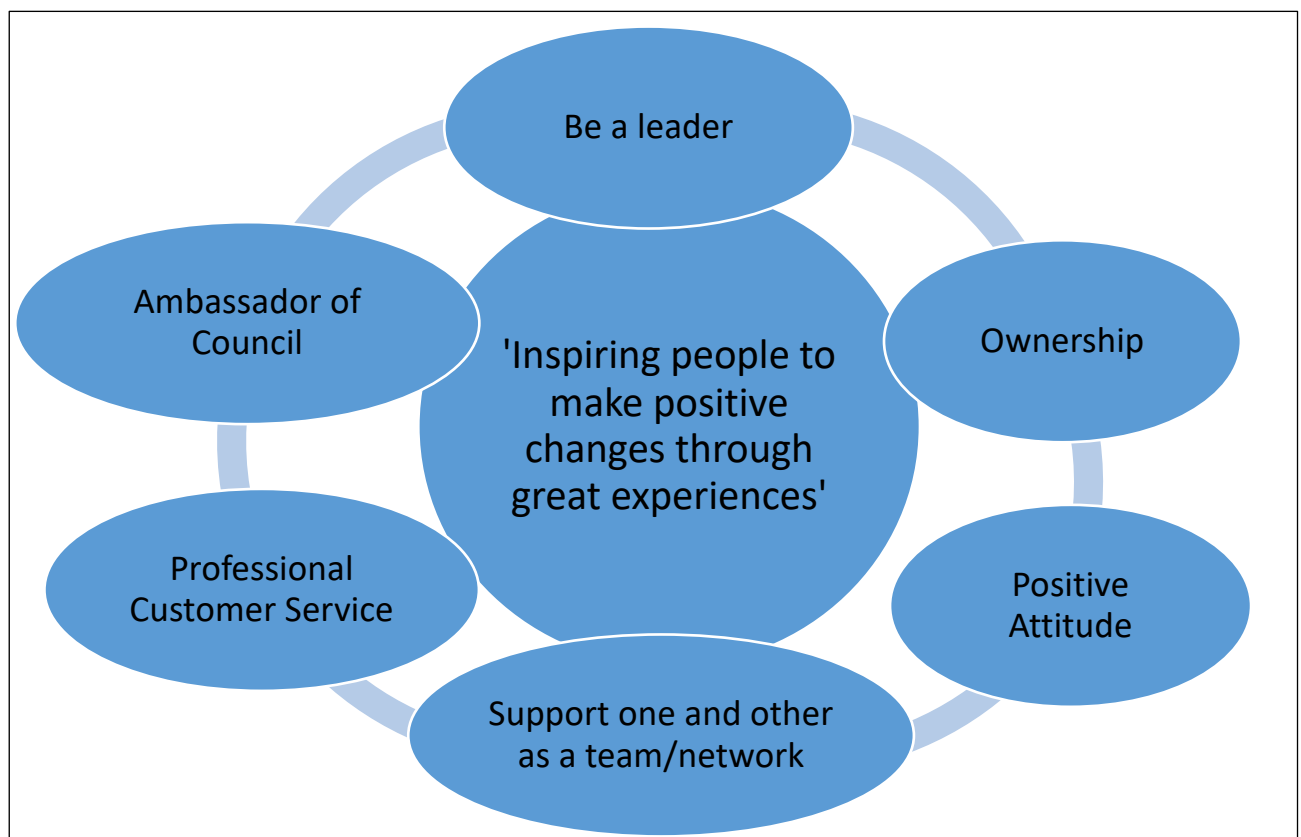 Be a leader
Ambassador of
Council
Ownership
'Inspiring people to
make positive
changes through
great experiences'
Professional
Customer Service
Positive
Attitude
Support one and other
as a team/network